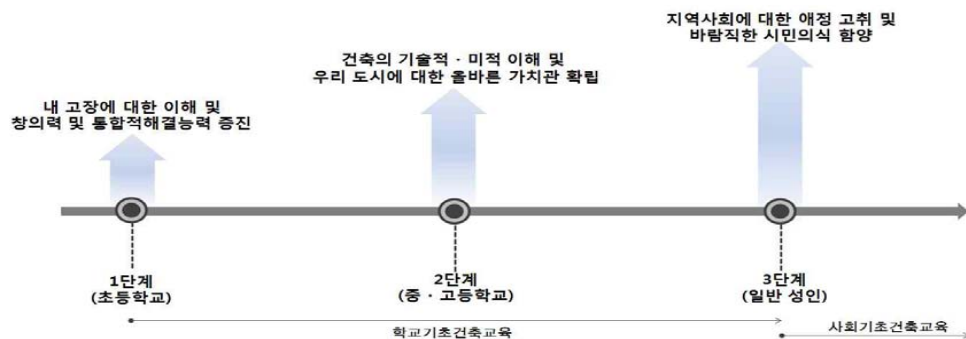 지역사회에 대한 애정 고취 및
바람직한 시민의식 함양
건축의 기술적 · 미적 이해 및
우리 도시에 대한 올바른 가치관 확립
내 고장에 대한 이해 및
창의력 및 통합적해결능력 증진
1단계
(초등학교)
2단계
(중 · 고등학교)
3단계
(일반 성인)
학교기초건축교육
사회기초건축교육